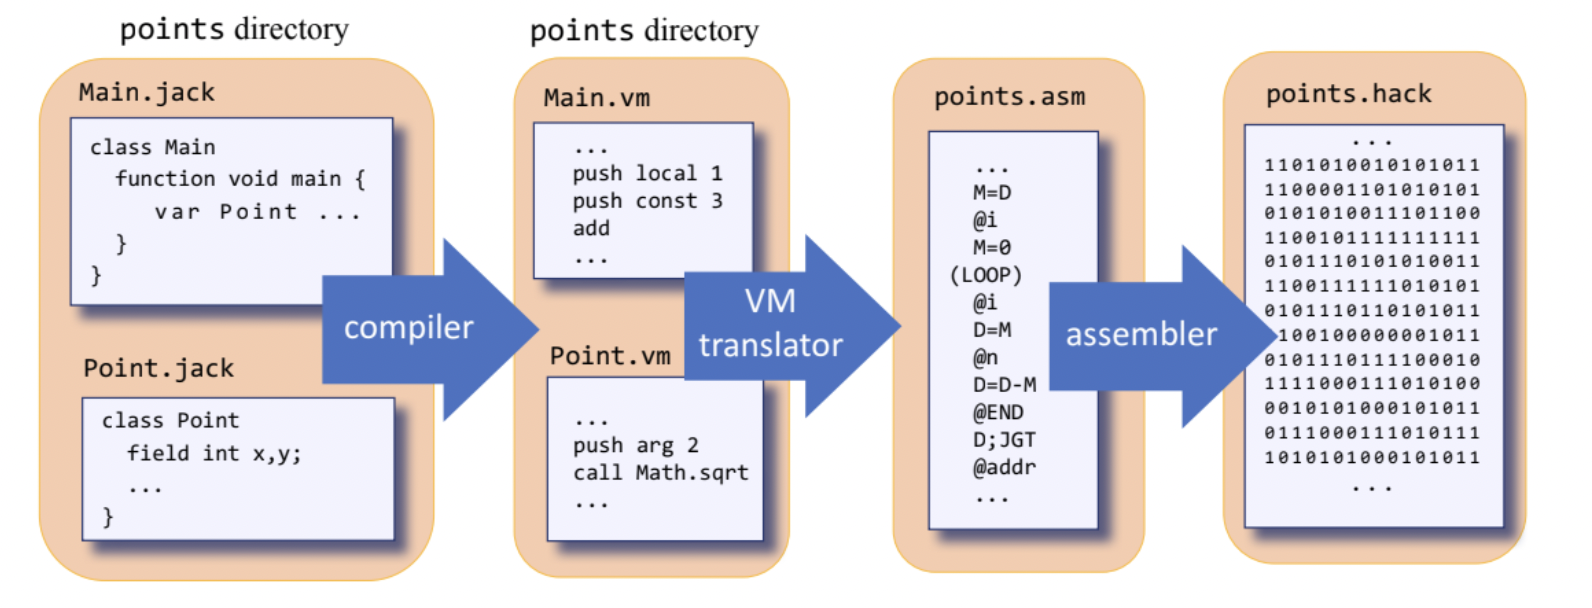 points directory
Main.jack
class Main
function void main {
var Point ...
}
}
Point.jack
class Point
field int x,y;
...
}
compiler
points directory
Main.vm
...
push local 1
push const 3
add
...
Point.vm
...
push arg 2
call Math.sqrt
...
VM
translator
points.asm
...
M=D
@i
M=0
(LOOP)
@i
D=M
@n
D=D-M
@END
D;JGT
@addr
...
assembler
points.hack
...
1101010010101011
1100001101010101
0101010011101100
1100101111111111
0101110101010011
1100111111010101
0101110110101011
100100000001011
0101110111100010
1111000111010100
0010101000101011
0111000111010111
1010101000101011
...